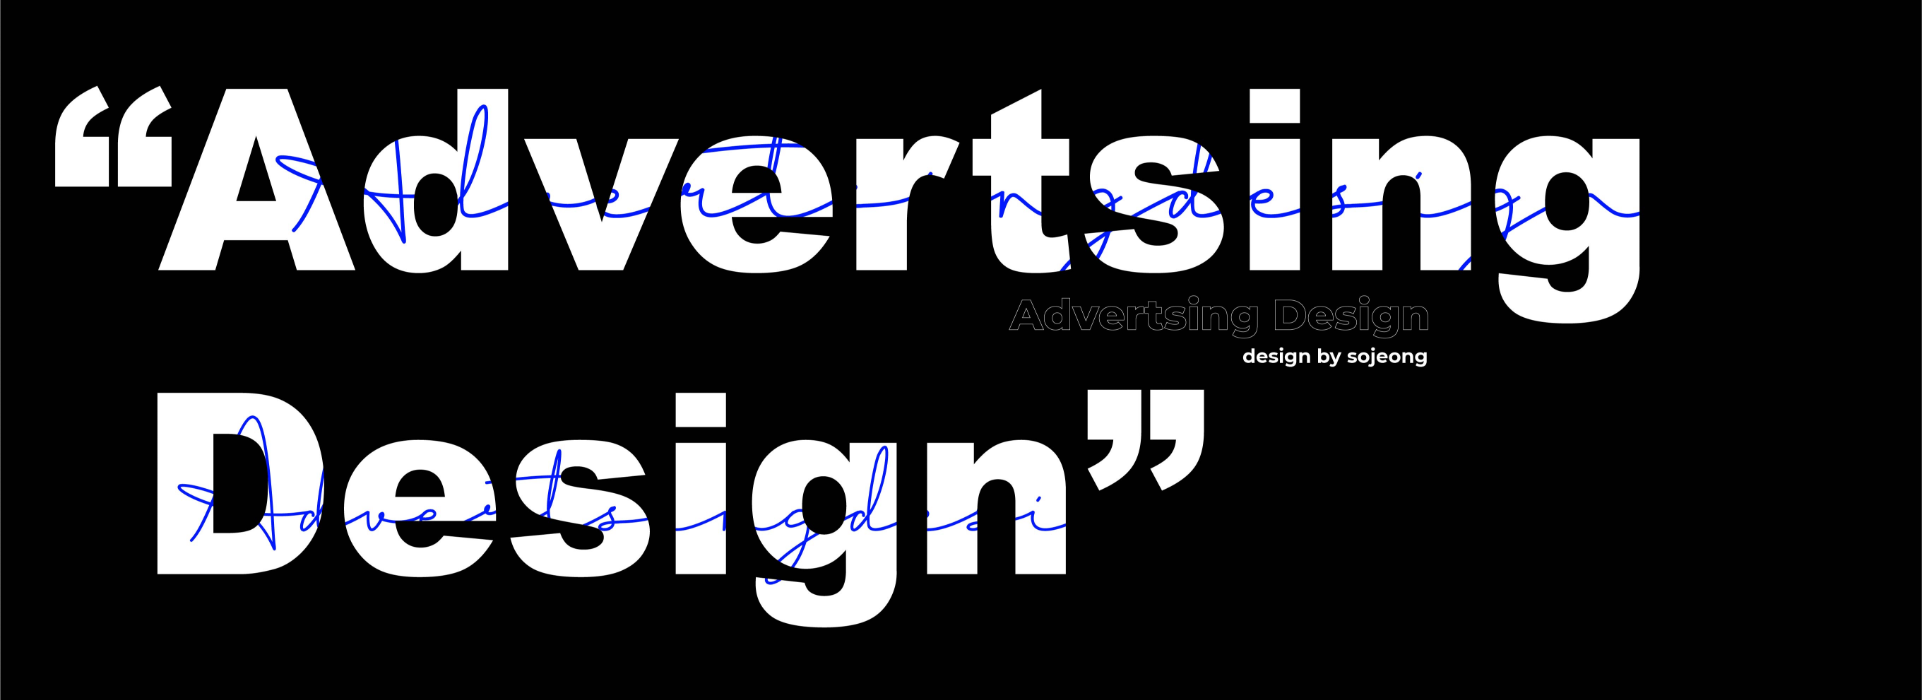 “Advertsing
Advertsing Design
design by sojeong
Design”